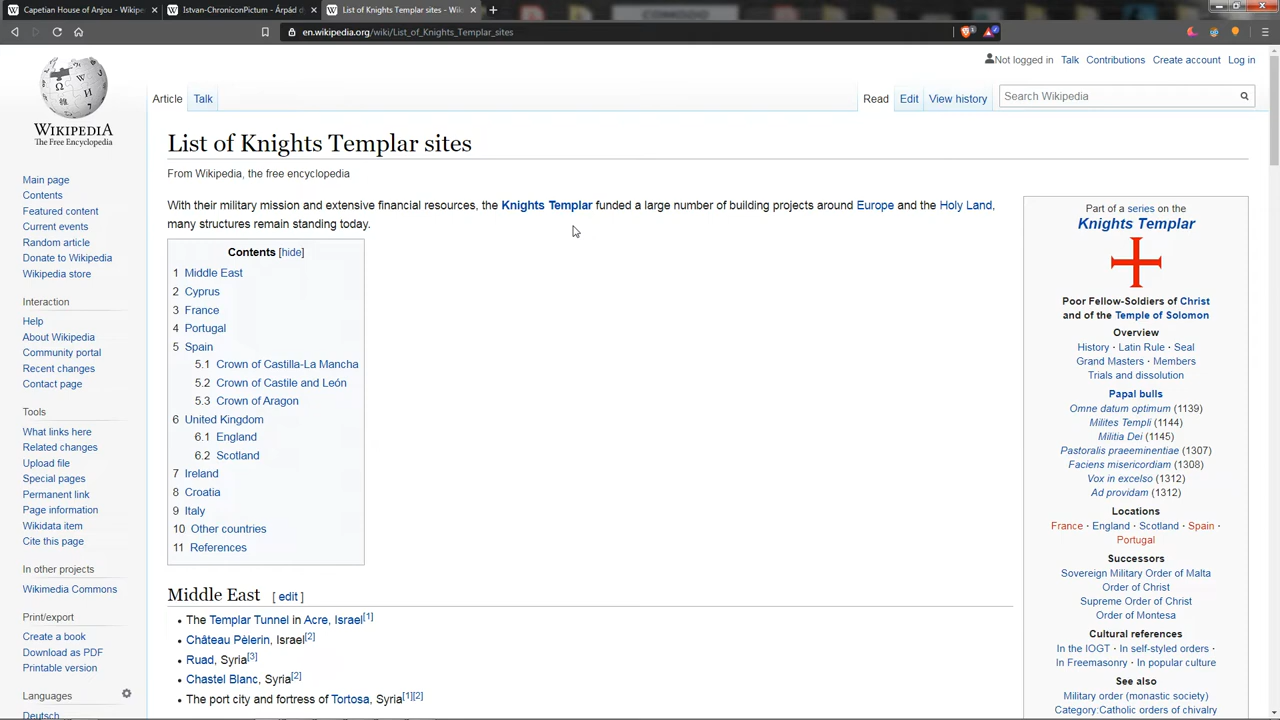 Capetian House of Anjou - Wikipe
Istvan-ChroniconPictum - Árpád d
List of Knights Templar sites - Wik
en.wikipedia.org/wiki/List_of_Knights_Templar_sites
Not logged in Talk Contributions Create account Log in
Article Talk Read Edit View history Search Wikipedia
WIKIPEDIA
The Free Encyclopedia
Main page
Contents
Featured content
Current events
Random article
Donate to Wikipedia
Wikipedia store
Interaction
Help
About Wikipedia
Community portal
Recent changes
Contact page
Tools
What links here
Related changes
Upload file
Special pages
Permanent link
Page information
Wikidata item
Cite this page
In other projects
Wikimedia Commons
Print/export
Create a book
Download as PDF
Printable version
Languages
Deutsch
List of Knights Templar sites
From Wikipedia, the free encyclopedia
With their military mission and extensive financial resources, the Knights Templar funded a large number of building projects around Europe and the Holy Land,
many structures remain standing today.
Contents [hide]
1 Middle East
2 Cyprus
3 France
4 Portugal
5 Spain
5.1 Crown of Castilla-La Mancha
5.2 Crown of Castile and León
5.3 Crown of Aragon
6 United Kingdom
6.1 England
6.2 Scotland
7 Ireland
8 Croatia
9 Italy
10 Other countries
11 References
Middle East [ edit ]
• The Templar Tunnel in Acre, Israel[1]
• Château Pèlerin, Israel[2]
• Ruad, Syria[3]
• Chastel Blanc, Syria[2]
• The port city and fortress of Tortosa, Syria[1][2]
Part of a series on the
Knights Templar
Poor Fellow-Soldiers of Christ
and of the Temple of Solomon
Overview
History · Latin Rule · Seal
Grand Masters · Members
Trials and dissolution
Papal bulls
Omne datum optimum (1139)
Milites Templi (1144)
Militia Dei (1145)
Pastoralis praeeminentiae (1307)
Faciens misericordiam (1308)
Vox in excelso (1312)
Ad providam (1312)
Locations
France · England · Scotland · Spain ·
Portugal
Successors
Sovereign Military Order of Malta
Order of Christ
Supreme Order of Christ
Order of Montesa
Cultural references
In the IOGT · In self-styled orders ·
In Freemasonry · In popular culture
See also
Military order (monastic society)
Category:Catholic orders of chivalry